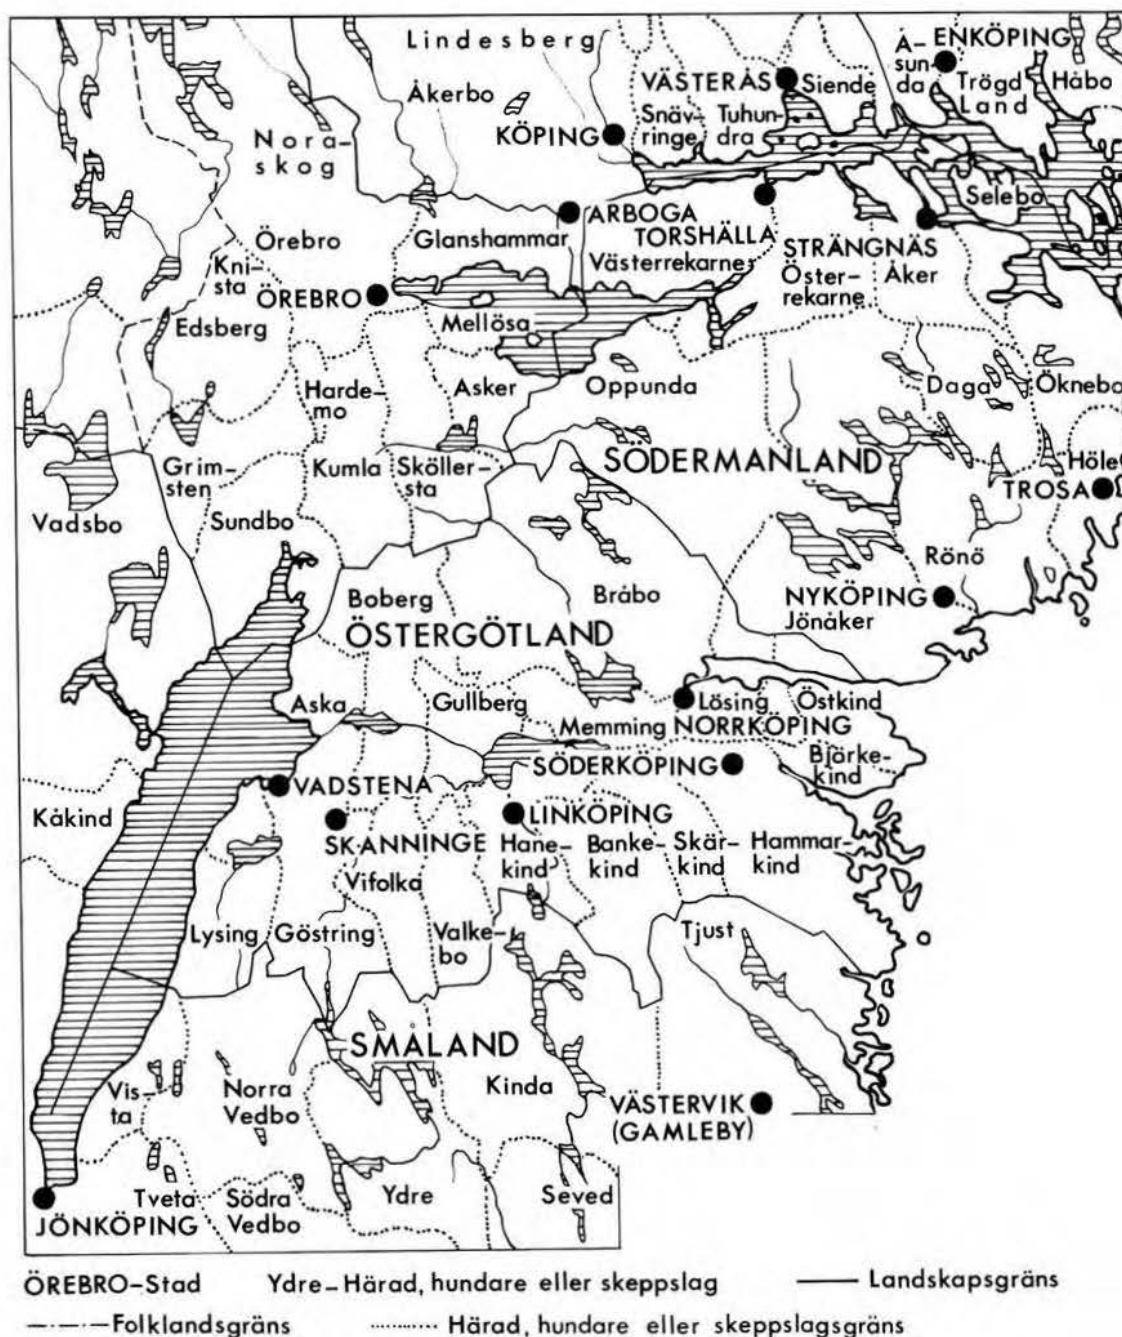 Lindesberg
Å-
sun-
da
ENKÖPING
VÄSTERÅS
Siende
Trögd
Land
Håbo
Åkerbo
Snäv-
ringe
Tuhun-
dra
KÖPING
Nora-
skog
Selebo
ARBOGA
TORSHÄLLA
STRÄNGNÄS
Örebro
Glanshammar
Västerrekarne
Öster-
rekarne
Åker
Kni-
sta
ÖREBRO
Edsberg
Mellösa
Harde-
mo
Asker
Oppunda
Daga
Öknebo
SÖDERMANLAND
Grim-
sten
Kumla
Sköller-
sta
Höle
TROSA
Vadsbo
Sundbo
Rönö
Boberg
Bråbo
NYKÖPING
Jönåker
ÖSTERGÖTLAND
Aska
Gullberg
Lösing
Östkind
Memming
NORRKÖPING
Bjärke-
kind
SÖDERKÖPING
VADSTENA
Kåkind
LINKÖPING
SKÄNNINGE
Hane-
kind
Banke-
kind
Skär-
kind
Hammar-
kind
Vifolka
Lysing
Göstring
Valke-
bo
Tjust
SMÅLAND
Vis-
ta
Norra
Vedbo
Kinda
VÄSTERVIK
(GAMLEBY)
Tveta
Södra
Vedbo
Ydre
Seved
JÖNKÖPING
ÖREBRO-Stad Ydre-Härad, hundare eller skeppslag Landskapsgräns
Folklandsgräns Härad, hundare eller skeppslagsgräns